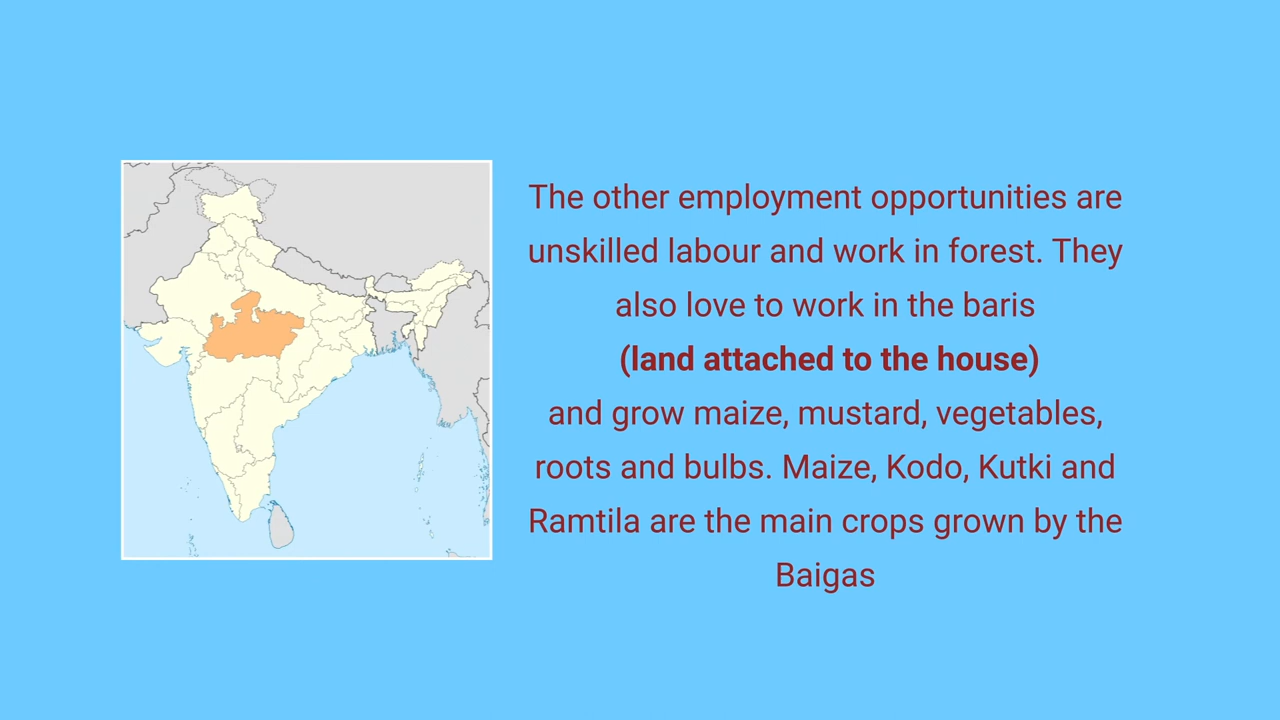 The other employment opportunities are
unskilled labour and work in forest. They
also love to work in the baris
(land attached to the house)
and grow maize, mustard, vegetables,
roots and bulbs. Maize, Kodo, Kutki and
Ramtila are the main crops grown by the
Baigas